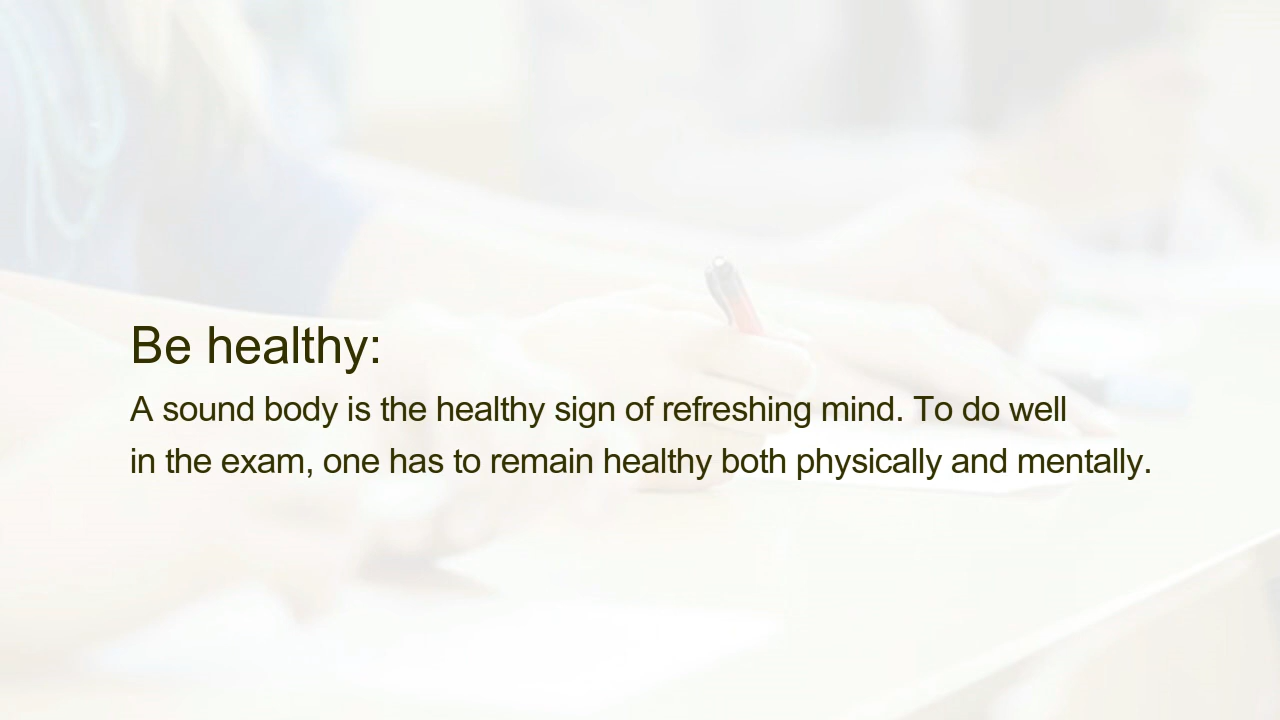 Be healthy:
A sound body is the healthy sign of refreshing mind. To do well
in the exam, one has to remain healthy both physically and mentally.